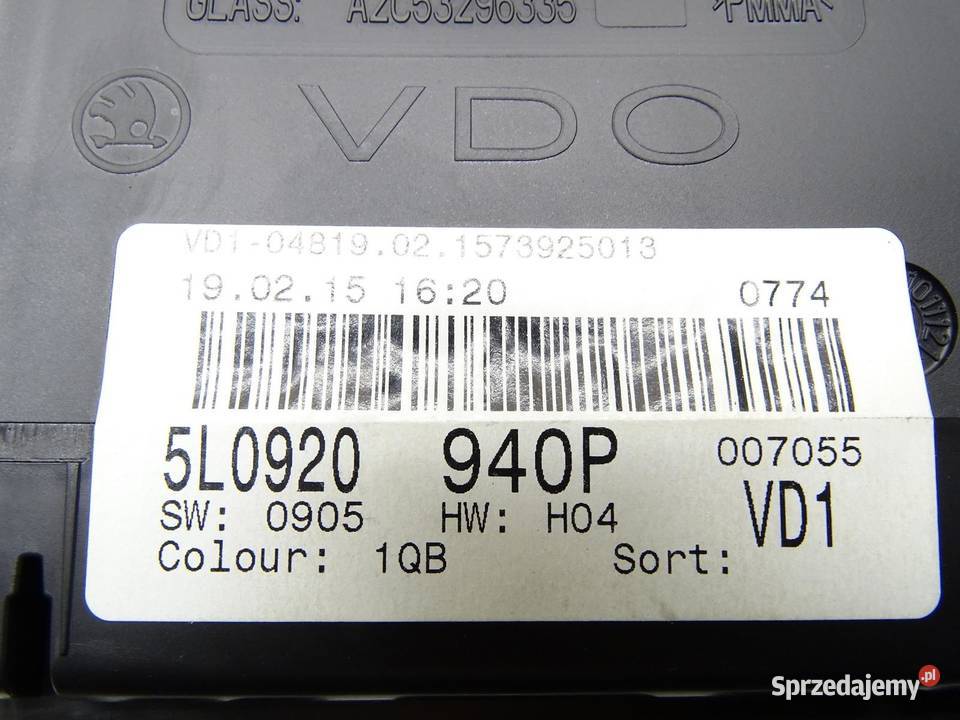 GLASS: A2C53296335 >PMMA<
VDO
VD1-04819.02.1573925013
19.02.15 16:20 0774
5L0920 940P 007055
SW: 0905 HW: H04 VD1
Colour: 1QB Sort:
Sprzedajemy.pl